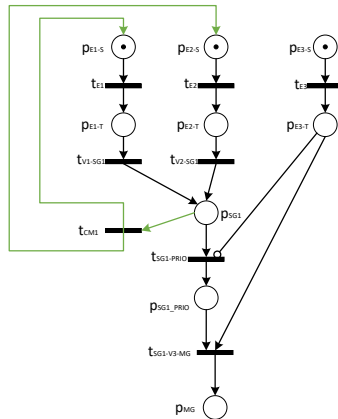 pE1-S pE2-S pE3-S
tE1 tE2 tE3
pE1-T pE2-T pE3-T
tV1-SG1 tV2-SG1
pSG1
tCM1
tSG1-PRIO
pSG1_PRIO
tSG1-V3-MG
pMG